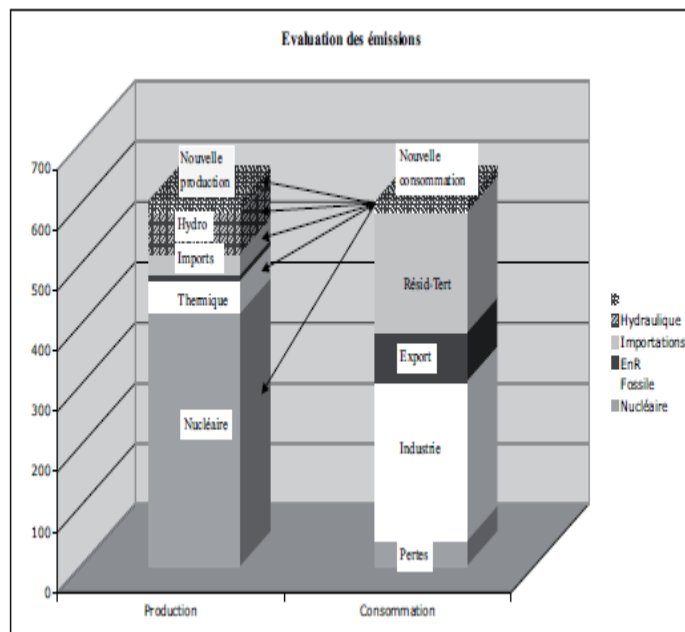 Evaluation des émissions
700
600
500
400
300
200
100
0
Nouvelle
production
Hydro
Imports
Thermique
Nucléaire
Nouvelle
consommation
Résid-Tert
Export
Industrie
Pertes
Production
Consommation
Hydraulique
Importations
EnR
Fossile
Nucléaire